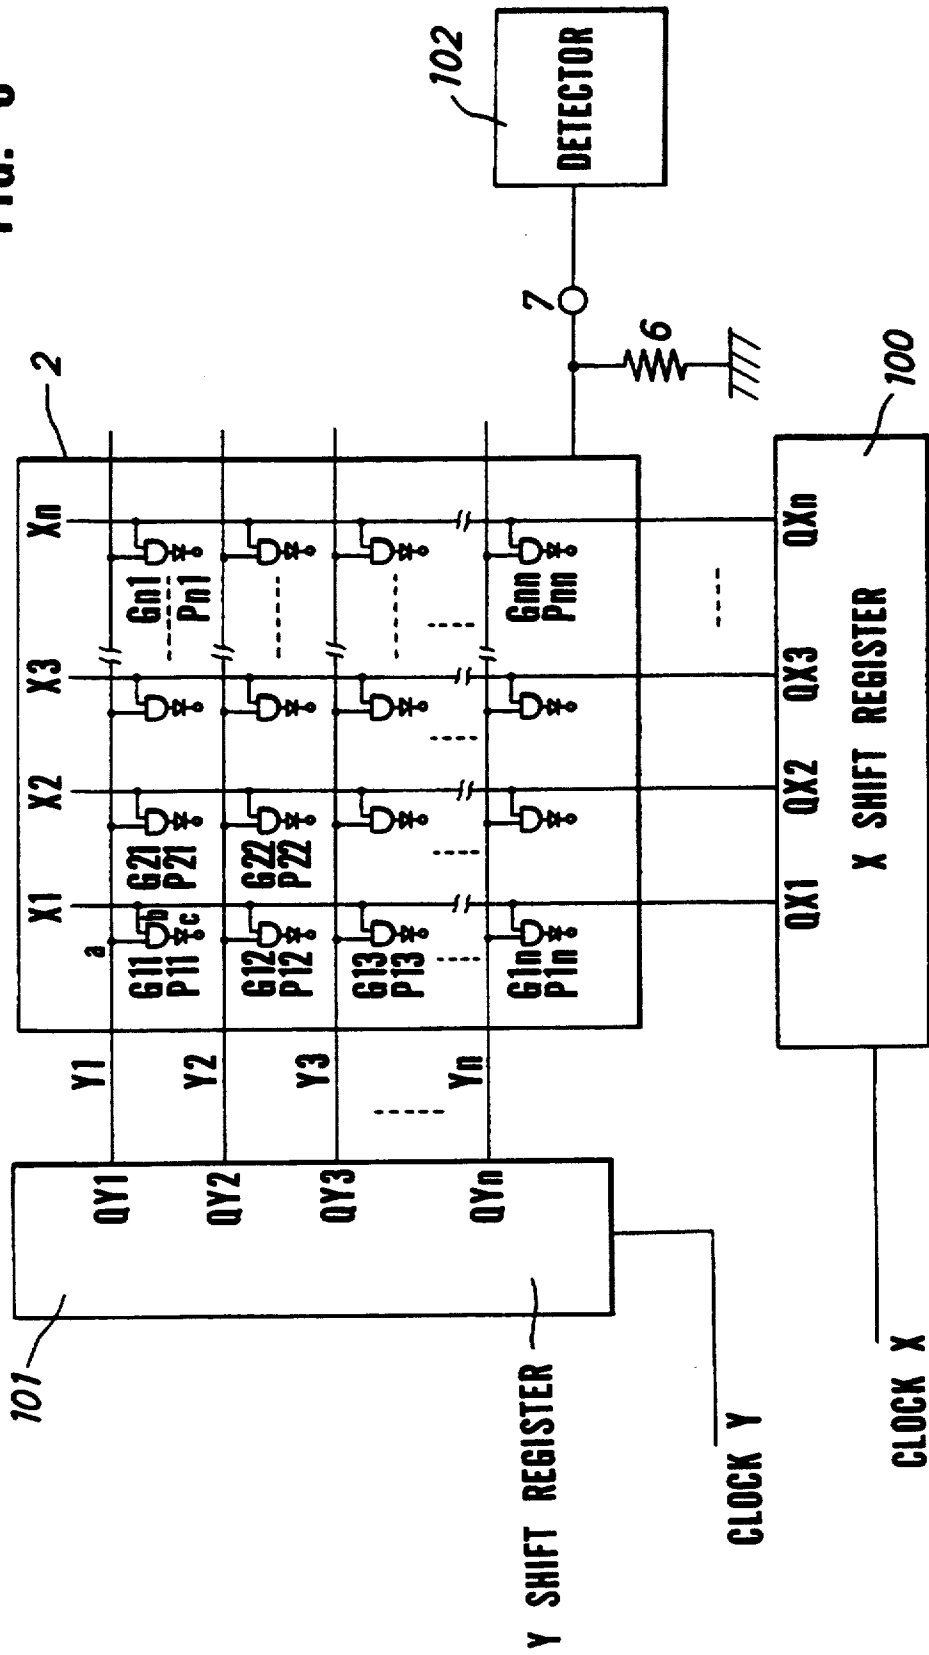 FIG.
101
QY1
QY2
QY3
QYn
Y SHIFT REGISTER
CLOCK Y
Y1
Y2
Y3
Yn
2
X1
X2
X3
Xn
a
b
c
G11
P11
G21
P21
Gn1
Pn1
G12
P12
G22
P22
G13
P13
G1n
P1n
Gnn
Pnn
7
6
102
DETECTOR
100
QX1
QX2
QX3
QXn
X SHIFT REGISTER
CLOCK X